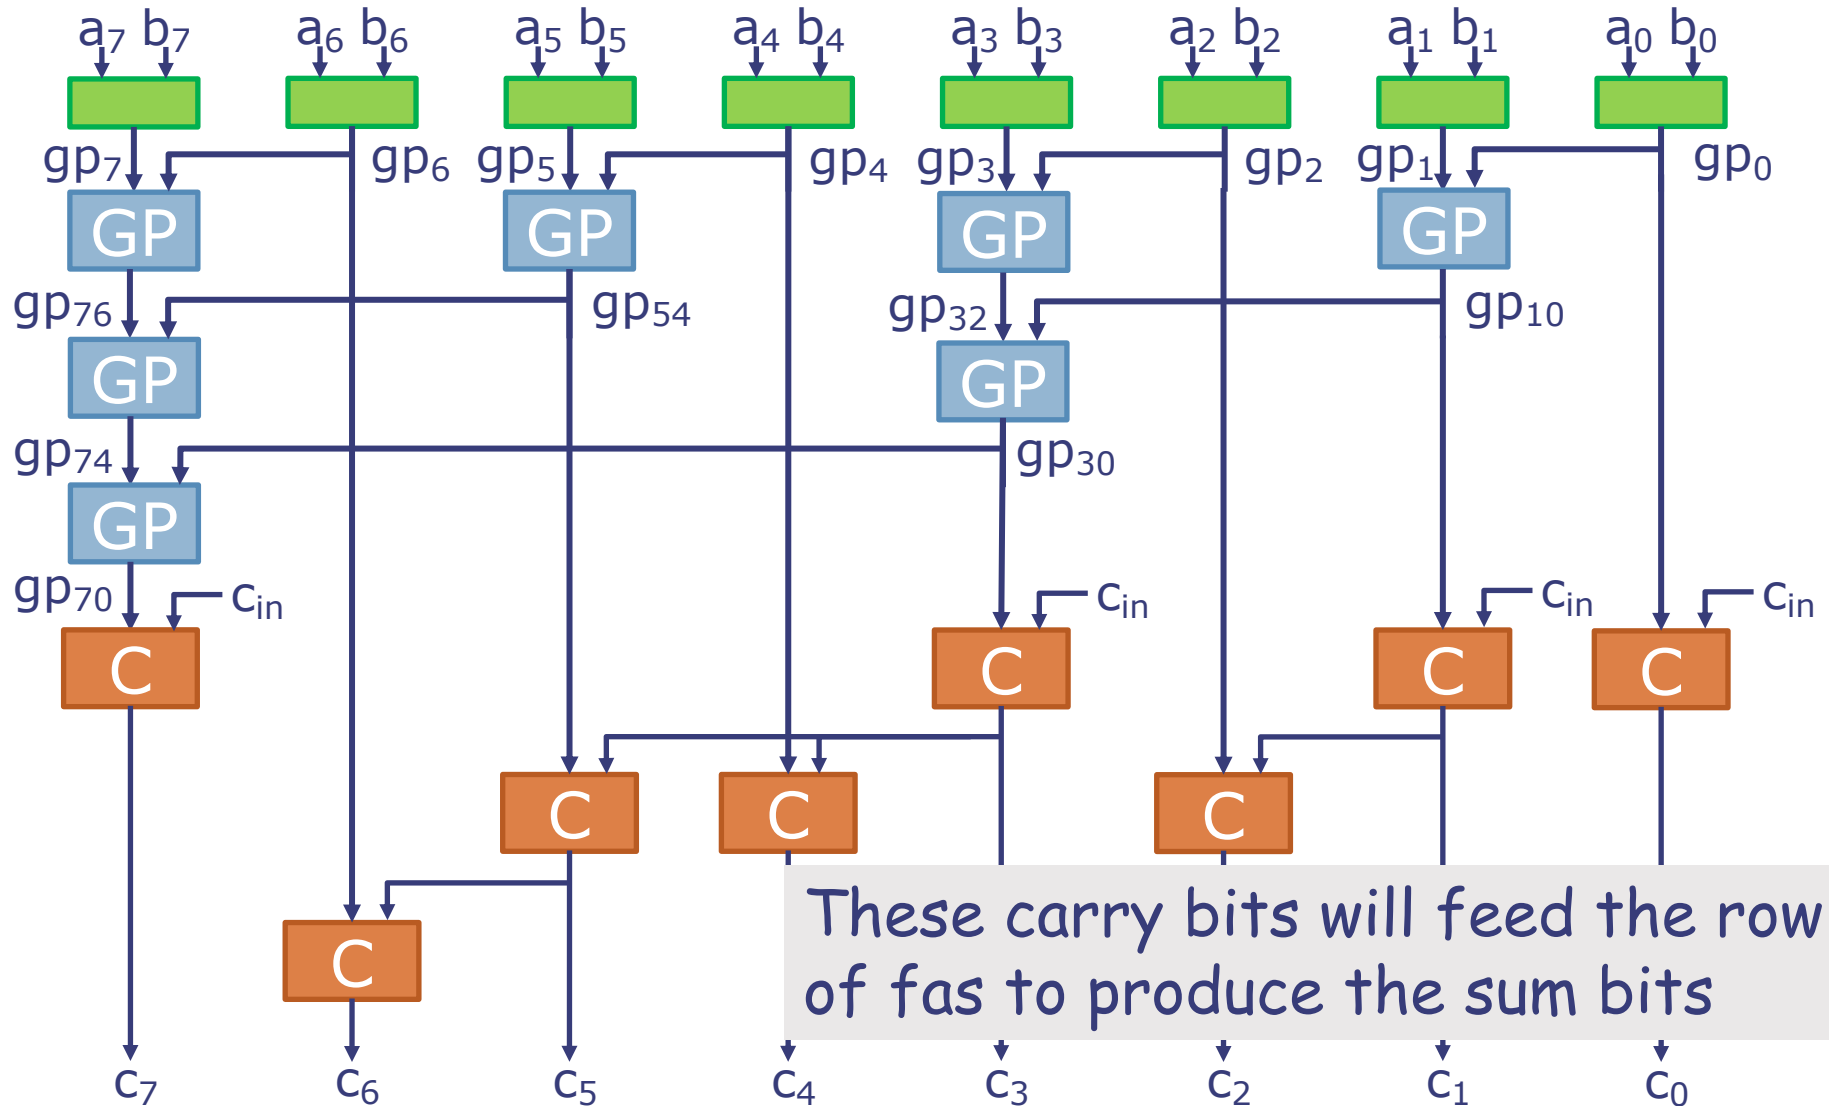 a₇ b₇ a₆ b₆ a₅ b₅ a₄ b₄ a₃ b₃ a₂ b₂ a₁ b₁ a₀ b₀
gp₇ gp₆ gp₅ gp₄ gp₃ gp₂ gp₁ gp₀
GP GP GP GP
gp₇₆ gp₅₄ gp₃₂ gp₁₀
GP GP
gp₇₄ gp₃₀
GP
gp₇₀ cᵢₙ cᵢₙ cᵢₙ cᵢₙ
C C C C
C C C
These carry bits will feed the row
C
of fas to produce the sum bits
c₇ c₆ c₅ c₄ c₃ c₂ c₁ c₀